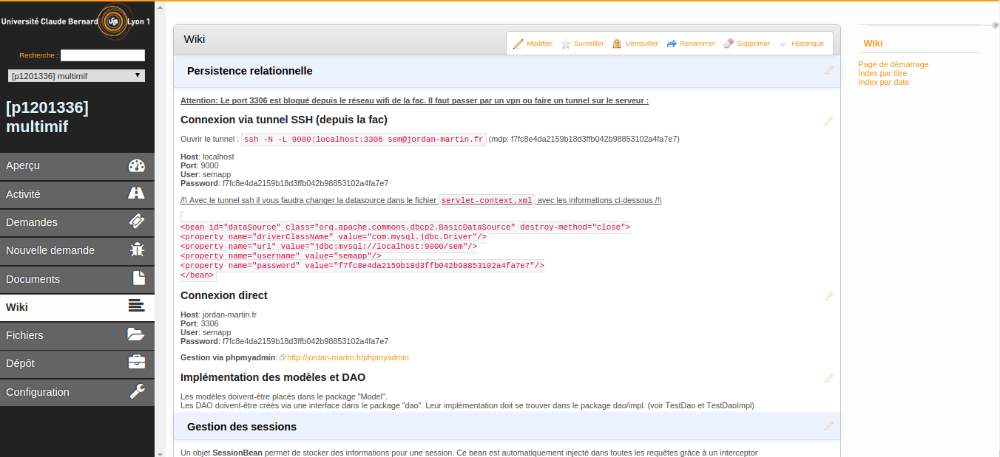 Université Claude Bernard Lyon 1
Recherche :
[p1201336] multimif
[p1201336]
multimif
Aperçu
Activité
Demandes
Nouvelle demande
Documents
Wiki
Fichiers
Dépôt
Configuration
Wiki
Modifier Surveiller Verrouiller Renommer Supprimer Historique
Persistence relationnelle
Attention: Le port 3306 est bloqué depuis le réseau wifi de la fac. Il faut passer par un vpn ou faire un tunnel sur le serveur :
Connexion via tunnel SSH (depuis la fac)
Ouvrir le tunnel : ssh -N -L 9000:localhost:3306 sem@jordan-martin.fr (mdp: f7fc8e4da2159b18d3ffb042b98853102a4fa7e7)
Host: localhost
Port: 9000
User: semapp
Password: f7fc8e4da2159b18d3ffb042b98853102a4fa7e7
/!\ Avec le tunnel ssh il vous faudra changer la datasource dans le fichier servlet-context.xml avec les informations ci-dessous /!\
<bean id="dataSource" class="org.apache.commons.dbcp2.BasicDataSource" destroy-method="close">
<property name="driverClassName" value="com.mysql.jdbc.Driver"/>
<property name="url" value="jdbc:mysql://localhost:9000/sem"/>
<property name="username" value="semapp"/>
<property name="password" value="f7fc8e4da2159b18d3ffb042b98853102a4fa7e7"/>
</bean>
Connexion direct
Host: jordan-martin.fr
Port: 3306
User: semapp
Password: f7fc8e4da2159b18d3ffb042b98853102a4fa7e7
Gestion via phpmyadmin: http://jordan-martin.fr/phpmyadmin
Implémentation des modèles et DAO
Les modèles doivent-être placés dans le package "Model".
Les DAO doivent-être créés via une interface dans le package "dao". Leur implémentation doit se trouver dans le package dao/impl. (voir TestDao et TestDaoImpl)
Gestion des sessions
Un objet SessionBean permet de stocker des informations pour une session. Ce bean est automatiquement injecté dans toutes les requêtes grâce à un interceptor
Wiki
Page de démarrage
Index par titre
Index par date